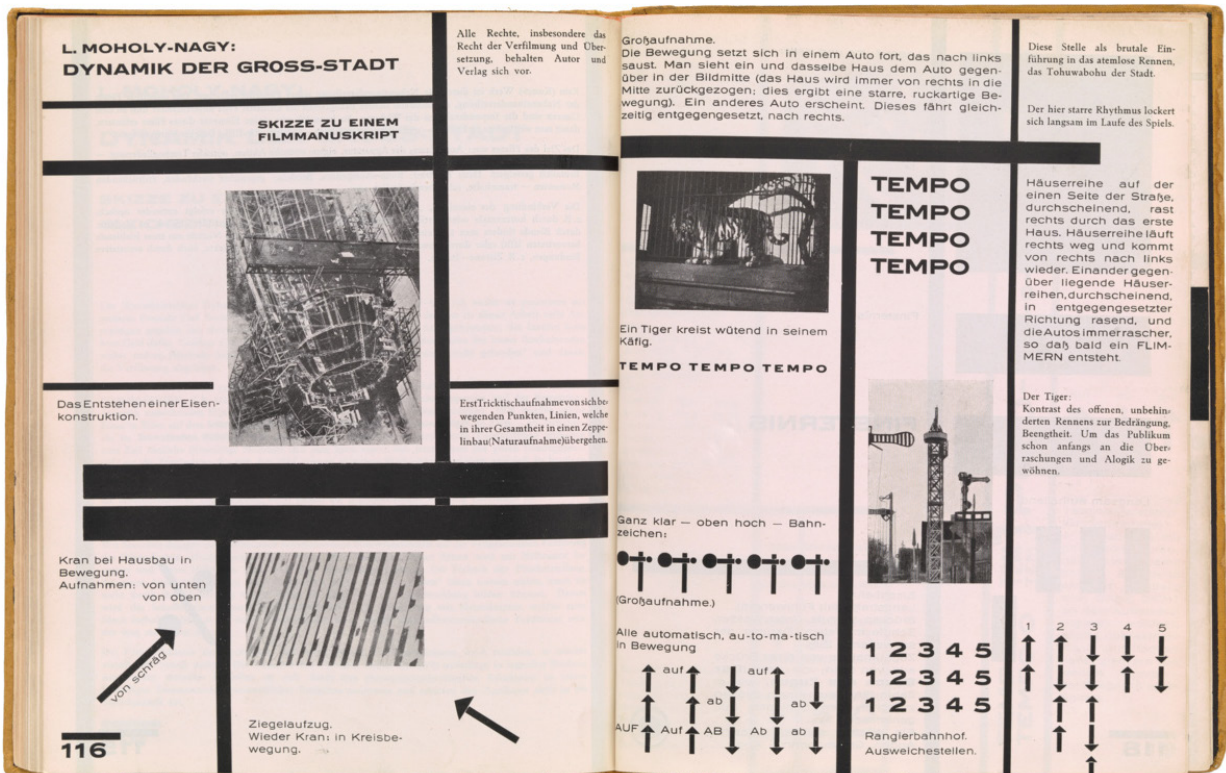 L. MOHOLY-NAGY:
DYNAMIK DER GROSS-STADT
SKIZZE ZU EINEM
FILMMANUSKRIPT
Alle Rechte, insbesondere das
Recht der Verfilmung und Über-
setzung, behalten Autor und
Verlag sich vor.
Das Entstehen einer Eisen-
konstruktion.
Erst Tricktischaufnahme von sich be-
wegenden Punkten, Linien, welche
in ihrer Gesamtheit in einen Zeppe-
linbau (Naturaufnahme) übergehen.
Kran bei Hausbau in
Bewegung.
Aufnahmen: von unten
von oben
von schräg
Ziegelaufzug.
Wieder Kran: in Kreisbe-
wegung.
116
Großaufnahme.
Die Bewegung setzt sich in einem Auto fort, das nach links
saust. Man sieht ein und dasselbe Haus dem Auto gegen-
über in der Bildmitte (das Haus wird immer von rechts in die
Mitte zurückgezogen; dies ergibt eine starre, ruckartige Be-
wegung). Ein anderes Auto erscheint. Dieses fährt gleich-
zeitig entgegengesetzt, nach rechts.
Diese Stelle als brutale Ein-
führung in das atemlose Rennen,
das Tohuwabohu der Stadt.
Der hier starre Rhythmus lockert
sich langsam im Laufe des Spiels.
Ein Tiger kreist wütend in seinem
Käfig.
TEMPO TEMPO TEMPO
TEMPO
TEMPO
TEMPO
TEMPO
Häuserreihe auf der
einen Seite der Straße,
durchscheinend, rast
rechts durch das erste
Haus. Häuserreihe läuft
rechts weg und kommt
von rechts nach links
wieder. Einander gegen-
über liegende Häuser-
reihen, durchscheinend,
in entgegengesetzter
Richtung rasend, und
die Autos immer rascher,
so daß bald ein FLIM-
MERN entsteht.
Der Tiger:
Kontrast des offenen, unbehin-
derten Rennens zur Bedrängung,
Beengtheit. Um das Publikum
schon anfangs an die Über-
raschungen und Alogik zu ge-
wöhnen.
Ganz klar — oben hoch — Bahn-
zeichen:
(Großaufnahme.)
Alle automatisch, au-to-ma-tisch
in Bewegung
auf auf
ab ab
AUF Auf AB Ab ab
1 2 3 4 5
1 2 3 4 5
1 2 3 4 5
Rangierbahnhof.
Ausweichestellen.
1 2 3 4 5